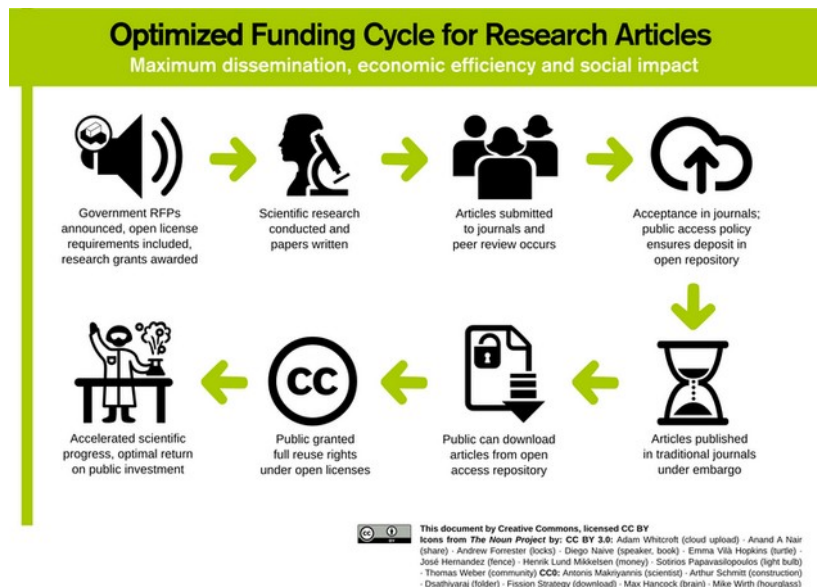 Optimized Funding Cycle for Research Articles
Maximum dissemination, economic efficiency and social impact
Government RFPs
announced, open license
requirements included,
research grants awarded
Scientific research
conducted and
papers written
Articles submitted
to journals and
peer review occurs
Acceptance in journals;
public access policy
ensures deposit in
open repository
Accelerated scientific
progress, optimal return
on public investment
CC
Public granted
full reuse rights
under open licenses
Public can download
articles from open
access repository
Articles published
in traditional journals
under embargo
CC
BY
This document by Creative Commons, licensed CC BY
Icons from The Noun Project by: CC BY 3.0: Adam Whitcroft (cloud upload) · Anand A Nair
(share) · Andrew Forrester (locks) · Diego Naive (speaker, book) · Emma Vilà Hopkins (turtle) ·
José Hernandez (fence) · Henrik Lund Mikkelsen (money) · Sotirios Papavasilopoulos (light bulb)
· Thomas Weber (community) CC0: Antonis Makriyannis (scientist) · Arthur Schmitt (construction)
· Dsathiyaraj (folder) · Fission Strategy (download) · Max Hancock (brain) · Mike Wirth (hourglass)